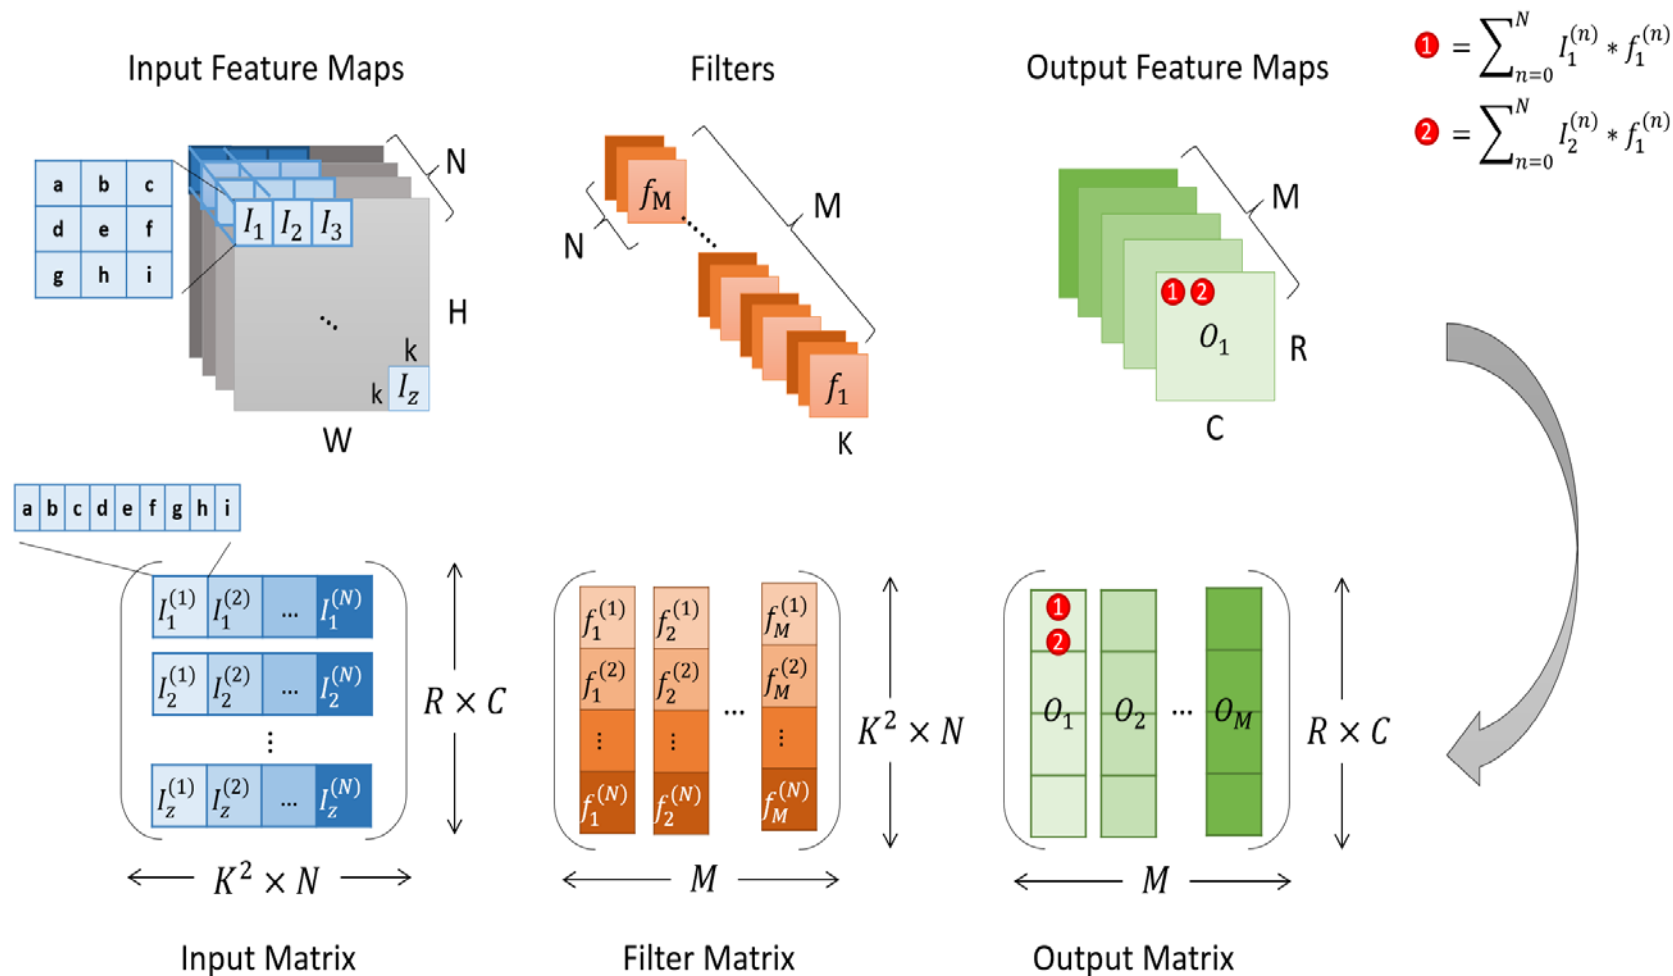 Input Feature Maps
Filters
Output Feature Maps
1 = ∑_{n=0}^{N} I_1^{(n)} * f_1^{(n)}
2 = ∑_{n=0}^{N} I_2^{(n)} * f_1^{(n)}
a b c
d e f
g h i
I_1 I_2 I_3
N
H
k
k I_z
W
f_M
N
M
f_1
K
M
1 2
O_1
R
C
a b c d e f g h i
I_1^{(1)} I_1^{(2)} ... I_1^{(N)}
I_2^{(1)} I_2^{(2)} ... I_2^{(N)}
⋮
I_z^{(1)} I_z^{(2)} ... I_z^{(N)}
R × C
K^2 × N
Input Matrix
f_1^{(1)} f_2^{(1)} f_M^{(1)}
f_1^{(2)} f_2^{(2)} ... f_M^{(2)}
⋮ ⋮ ⋮
f_1^{(N)} f_2^{(N)} f_M^{(N)}
K^2 × N
M
Filter Matrix
1
2
O_1 O_2 ... O_M
R × C
M
Output Matrix